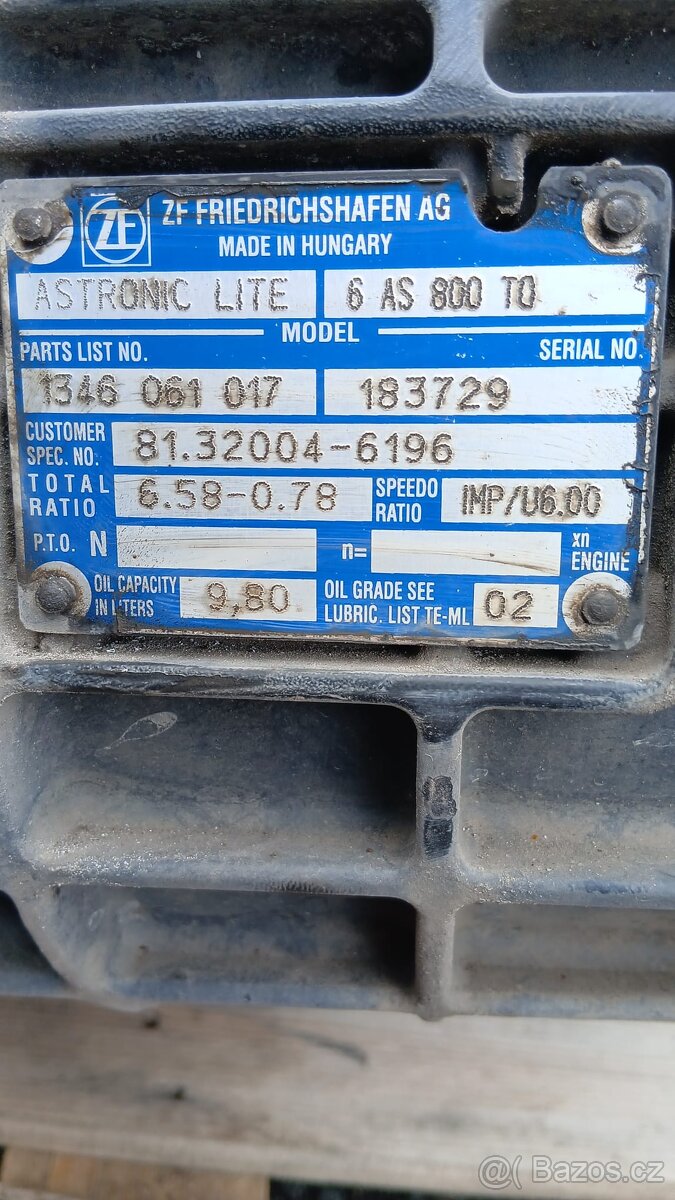 ZF FRIEDRICHSHAFEN AG
ZF
MADE IN HUNGARY
ASTRONIC LITE 6 AS 800 TO
MODEL
PARTS LIST NO. SERIAL NO.
1346 061 017 183729
CUSTOMER SPEC. NO. 81.32004-6196
TOTAL RATIO 6.58-0.78 SPEEDO RATIO IMP/U6.00
P.T.O. N n= xn ENGINE
OIL CAPACITY IN LITERS 9,80 OIL GRADE SEE LUBRIC. LIST TE-ML 02
Bazos.cz